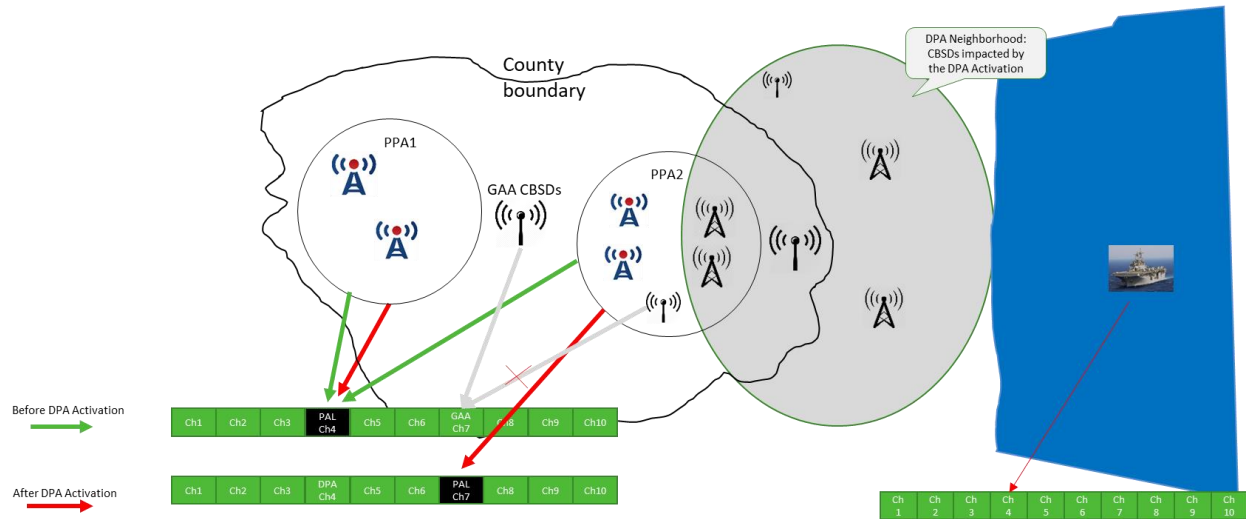 DPA Neighborhood:
CBSDs impacted by
the DPA Activation
County
boundary
PPA1
PPA2
GAA CBSDs
Before DPA Activation
Ch1 Ch2 Ch3 PAL Ch4 Ch5 Ch6 GAA Ch7 Ch8 Ch9 Ch10
After DPA Activation
Ch1 Ch2 Ch3 DPA Ch4 Ch5 Ch6 PAL Ch7 Ch8 Ch9 Ch10
Ch 1 Ch 2 Ch 3 Ch 4 Ch 5 Ch 6 Ch 7 Ch 8 Ch 9 Ch 10